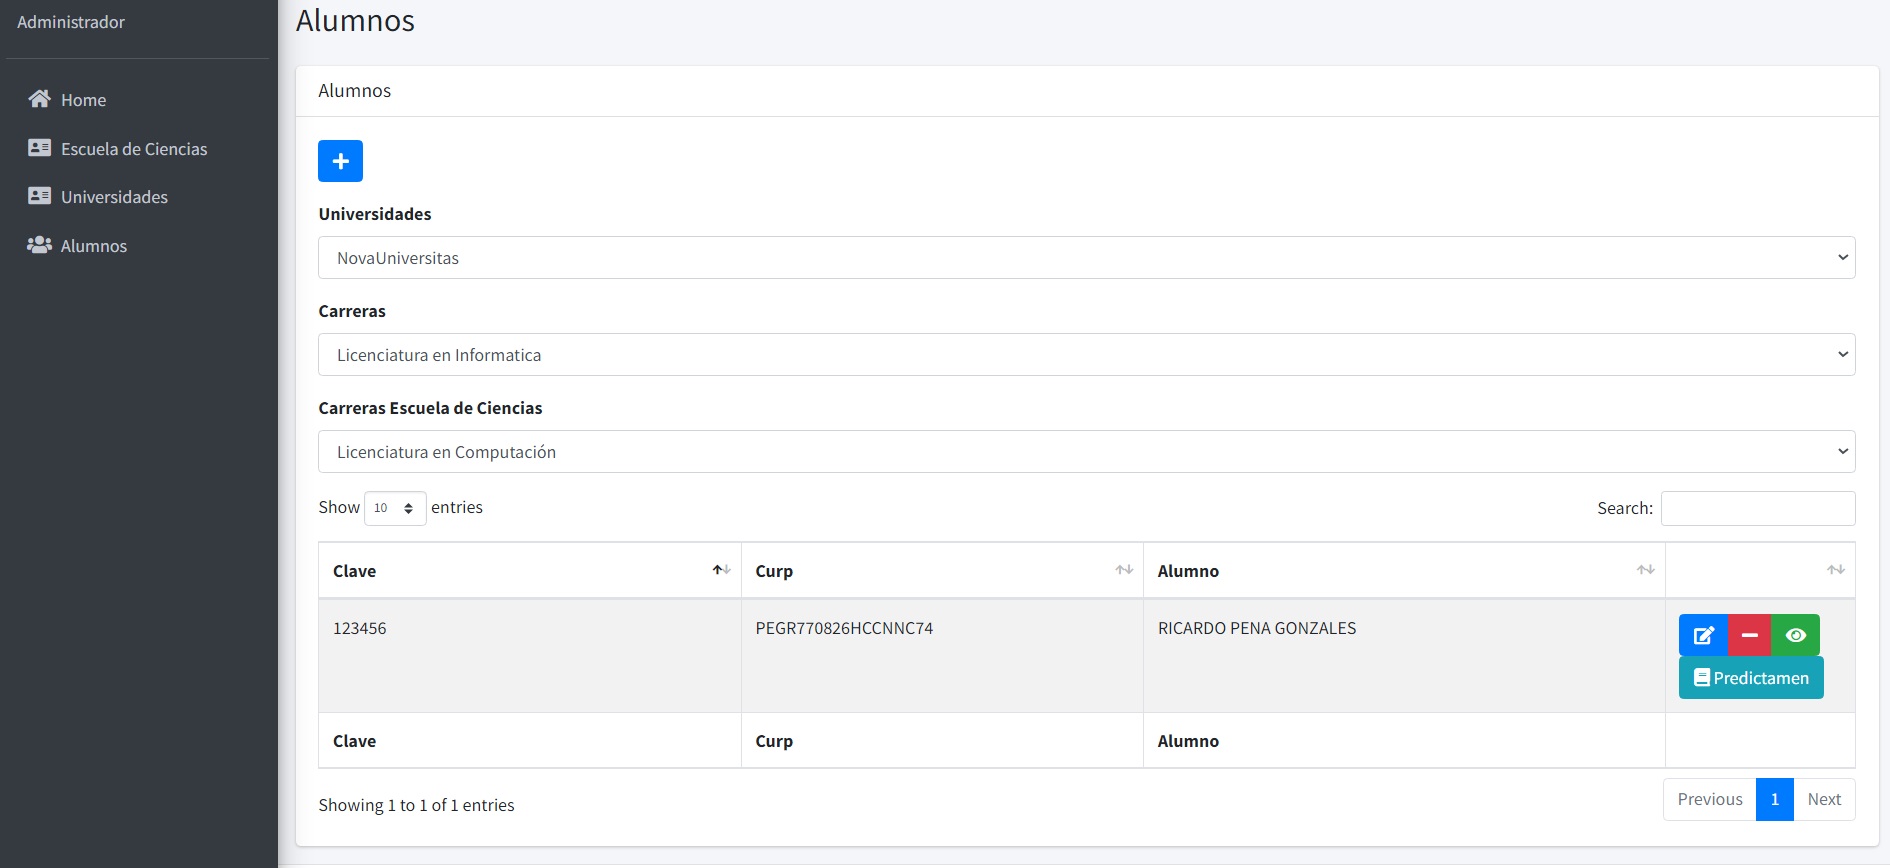 Administrador
Home
Escuela de Ciencias
Universidades
Alumnos
Alumnos
Alumnos
Universidades
NovaUniversitas
Carreras
Licenciatura en Informatica
Carreras Escuela de Ciencias
Licenciatura en Computación
Show 10 entries Search:
Clave Curp Alumno
123456 PEGR770826HCCNNC74 RICARDO PENA GONZALES
Predictamen
Clave Curp Alumno
Showing 1 to 1 of 1 entries Previous 1 Next